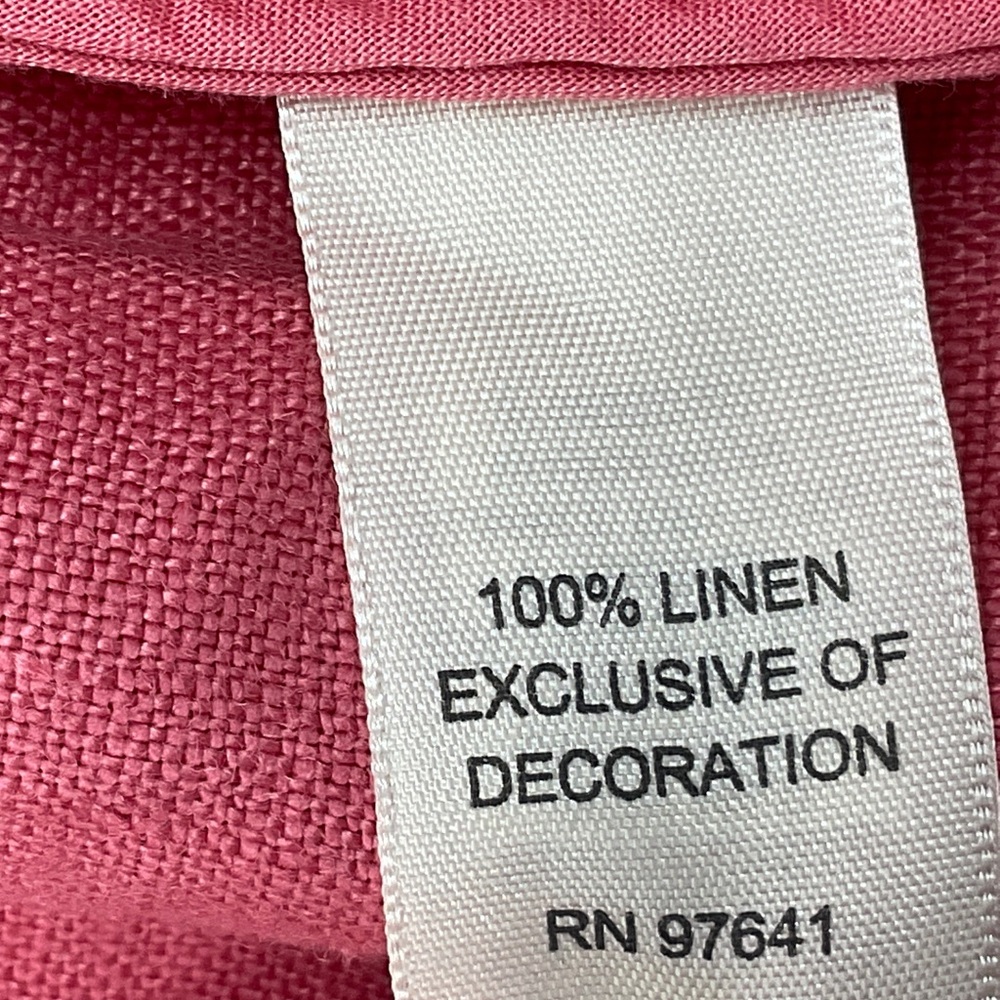 100% LINEN
EXCLUSIVE OF
DECORATION
RN 97641